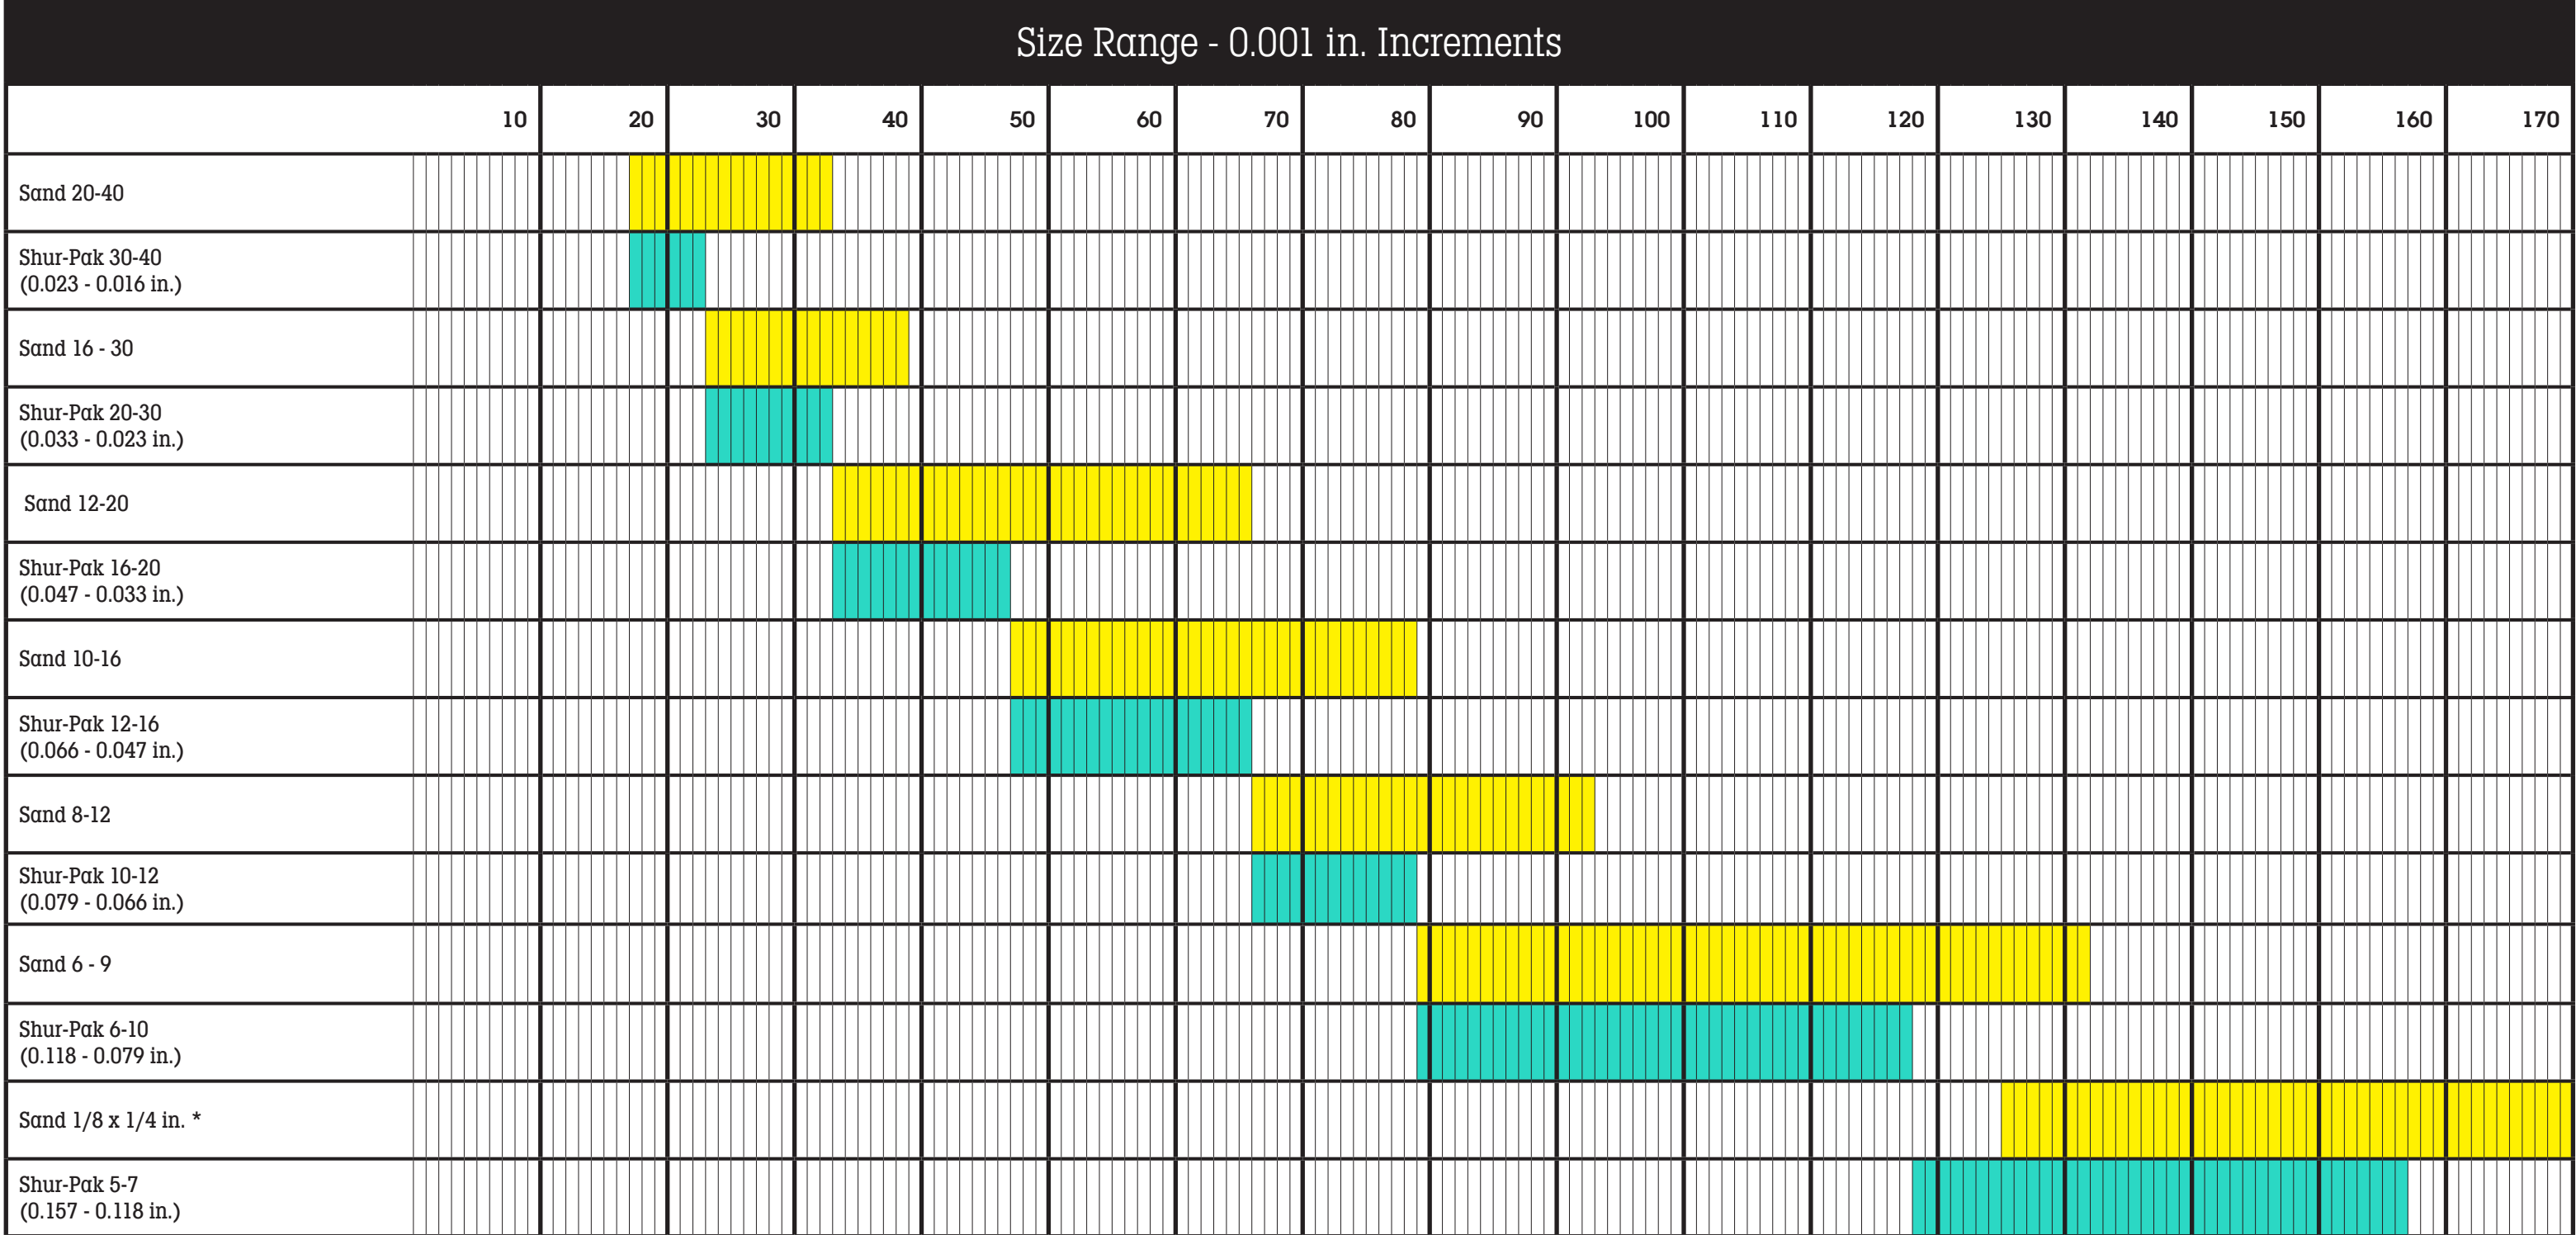 Size Range - 0.001 in. Increments
10 20 30 40 50 60 70 80 90 100 110 120 130 140 150 160 170
Sand 20-40
Shur-Pak 30-40
(0.023 - 0.016 in.)
Sand 16 - 30
Shur-Pak 20-30
(0.033 - 0.023 in.)
Sand 12-20
Shur-Pak 16-20
(0.047 - 0.033 in.)
Sand 10-16
Shur-Pak 12-16
(0.066 - 0.047 in.)
Sand 8-12
Shur-Pak 10-12
(0.079 - 0.066 in.)
Sand 6 - 9
Shur-Pak 6-10
(0.118 - 0.079 in.)
Sand 1/8 x 1/4 in. *
Shur-Pak 5-7
(0.157 - 0.118 in.)